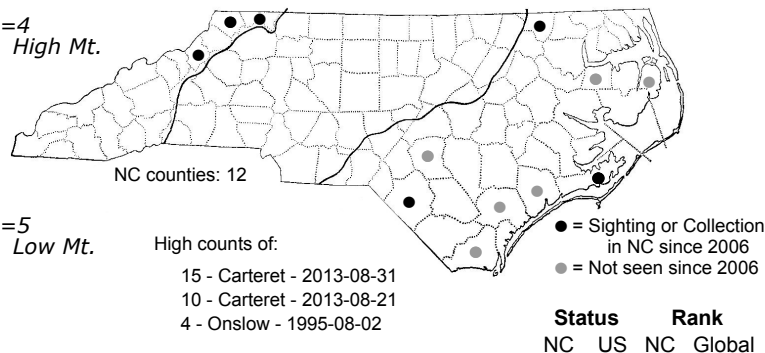 =4
High Mt.
NC counties: 12
=5
Low Mt.
High counts of:
15 - Carteret - 2013-08-31
10 - Carteret - 2013-08-21
4 - Onslow - 1995-08-02
= Sighting or Collection
in NC since 2006
= Not seen since 2006
Status Rank
NC US NC Global